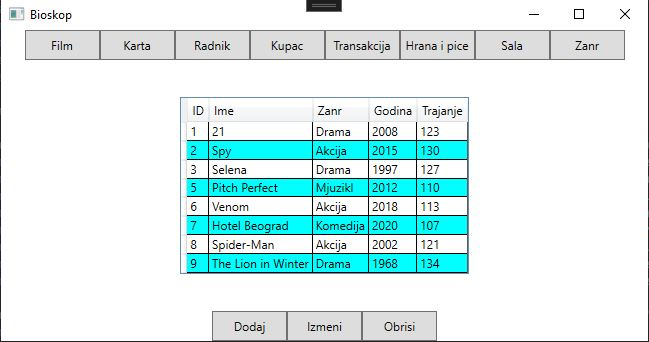 Bioskop
Film Karta Radnik Kupac Transakcija Hrana i pice Sala Zanr
ID Ime Zanr Godina Trajanje
1 21 Drama 2008 123
2 Spy Akcija 2015 130
3 Selena Drama 1997 127
5 Pitch Perfect Mjuzikl 2012 110
6 Venom Akcija 2018 113
7 Hotel Beograd Komedija 2020 107
8 Spider-Man Akcija 2002 121
9 The Lion in Winter Drama 1968 134
Dodaj Izmeni Obrisi